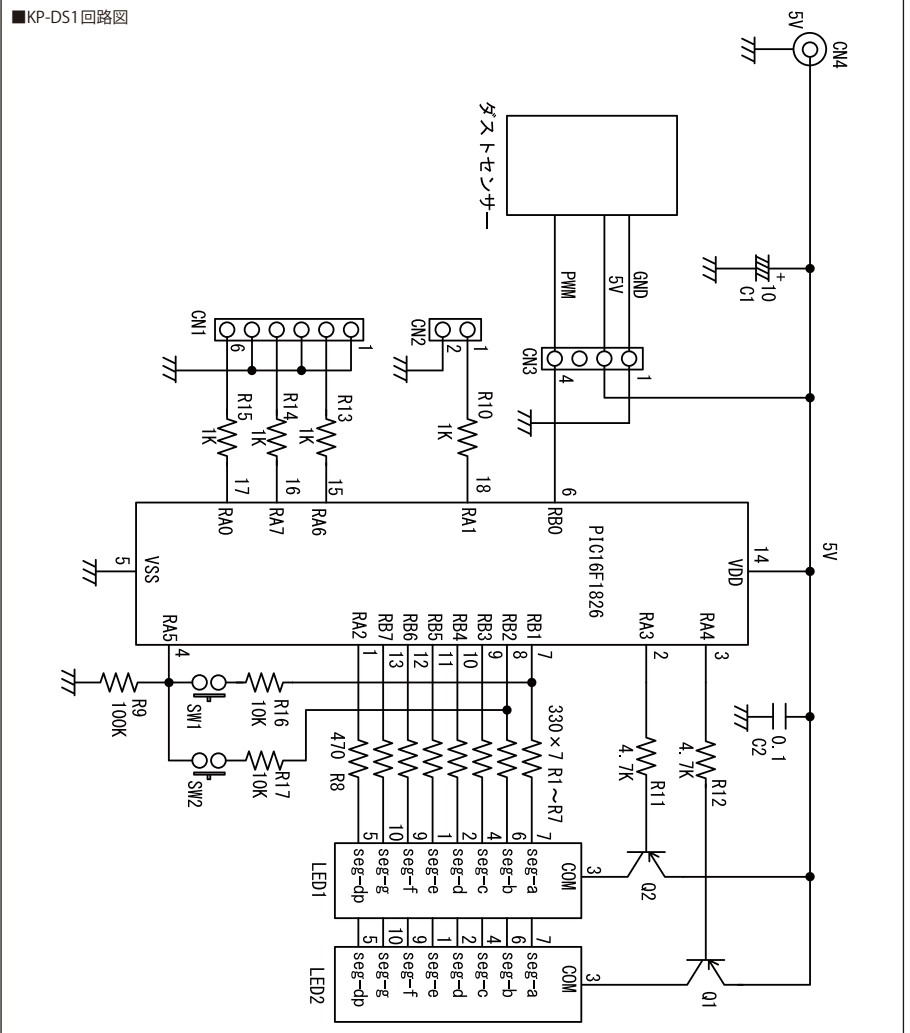 ■KP-DS1回路図
5V
CN4
ダストセンサー
GND
5V
PWM
+
10
C1
CN3
1
4
CN2
1
2
CN1
1
6
R10
1K
R13
1K
R14
1K
R15
1K
5V
PIC16F1826
14
VDD
6
RB0
18
RA1
15
RA6
16
RA7
17
RA0
5
VSS
RA4
3
RA3
2
RB1
7
RB2
8
RB3
9
RB4
10
RB5
11
RB6
12
RB7
13
RA2
1
RA5
4
0.1
C2
R9
100K
SW1
R16
10K
SW2
R17
10K
330×7 R1～R7
470 R8
R11
4.7K
R12
4.7K
Q2
Q1
3
COM
7
seg-a
6
seg-b
4
seg-c
2
seg-d
1
seg-e
9
seg-f
10
seg-g
5
seg-dp
LED1
3
COM
7
seg-a
6
seg-b
4
seg-c
2
seg-d
1
seg-e
9
seg-f
10
seg-g
5
seg-dp
LED2